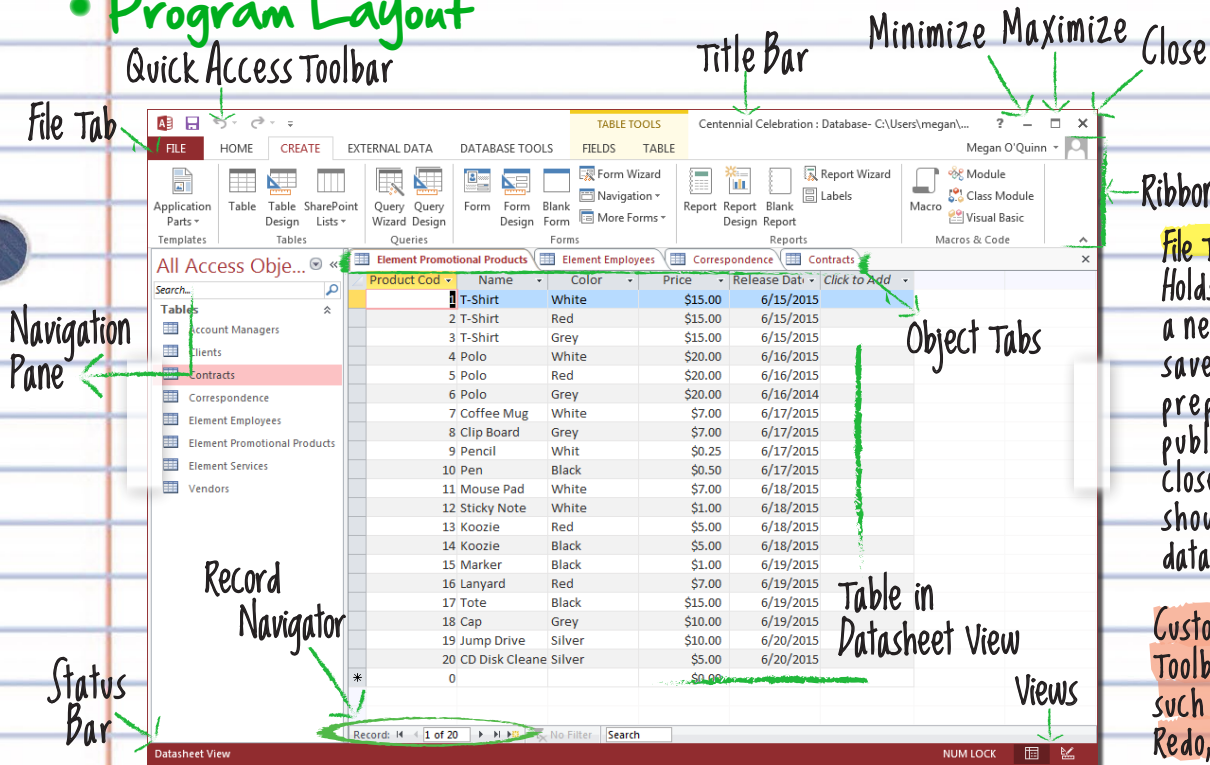 • Program Layout
Quick Access Toolbar
Title Bar
Minimize Maximize Close
File Tab
TABLE TOOLS
Centennial Celebration : Database- C:\Users\megan\...
?
FILE HOME CREATE EXTERNAL DATA DATABASE TOOLS FIELDS TABLE
Megan O'Quinn
Application Parts
Table
Table Design
SharePoint Lists
Query Wizard
Query Design
Form
Form Design
Blank Form
Form Wizard
Navigation
More Forms
Report
Report Design
Blank Report
Report Wizard
Labels
Macro
Module
Class Module
Visual Basic
Templates Tables Queries Forms Reports Macros & Code
Ribbon
All Access Obje... «
Search...
Tables
Account Managers
Clients
Contracts
Correspondence
Element Employees
Element Promotional Products
Element Services
Vendors
Navigation
Pane
Element Promotional Products Element Employees Correspondence Contracts
Product Cod Name Color Price Release Date Click to Add
1 T-Shirt White $15.00 6/15/2015
2 T-Shirt Red $15.00 6/15/2015
3 T-Shirt Grey $15.00 6/15/2015
4 Polo White $20.00 6/16/2015
5 Polo Red $20.00 6/16/2015
6 Polo Grey $20.00 6/16/2014
7 Coffee Mug White $7.00 6/17/2015
8 Clip Board Grey $7.00 6/17/2015
9 Pencil Whit $0.25 6/17/2015
10 Pen Black $0.50 6/17/2015
11 Mouse Pad White $7.00 6/18/2015
12 Sticky Note White $1.00 6/18/2015
13 Koozie Red $5.00 6/18/2015
14 Koozie Black $5.00 6/18/2015
15 Marker Black $1.00 6/19/2015
16 Lanyard Red $7.00 6/19/2015
17 Tote Black $15.00 6/19/2015
18 Cap Grey $10.00 6/19/2015
19 Jump Drive Silver $10.00 6/20/2015
20 CD Disk Cleane Silver $5.00 6/20/2015
* 0 $0.00
Object Tabs
Table in
Datasheet View
Record
Navigator
Status
Bar
Views
Record: 1 of 20 No Filter Search
Datasheet View NUM LOCK
File T
Holds
a ne
save
prep
publ
close
shou
data
Custo
Toolb
such
Redo,